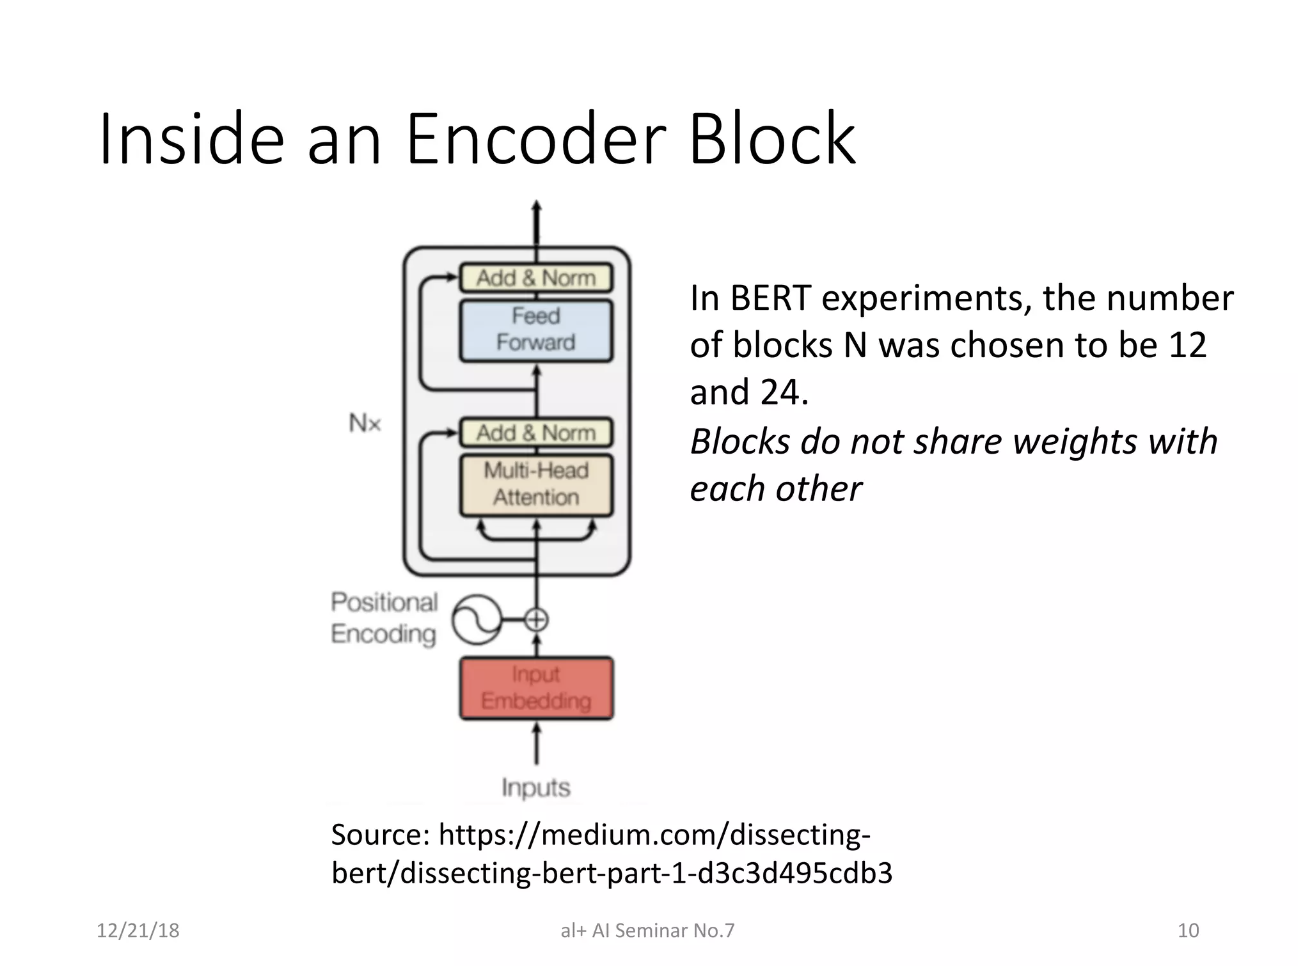 Inside an Encoder Block
Add & Norm
Feed
Forward
Nx
Add & Norm
Multi-Head
Attention
Positional
Encoding
Input
Embedding
Inputs
In BERT experiments, the number
of blocks N was chosen to be 12
and 24.
Blocks do not share weights with
each other
Source: https://medium.com/dissecting-
bert/dissecting-bert-part-1-d3c3d495cdb3
12/21/18
al+ AI Seminar No.7
10